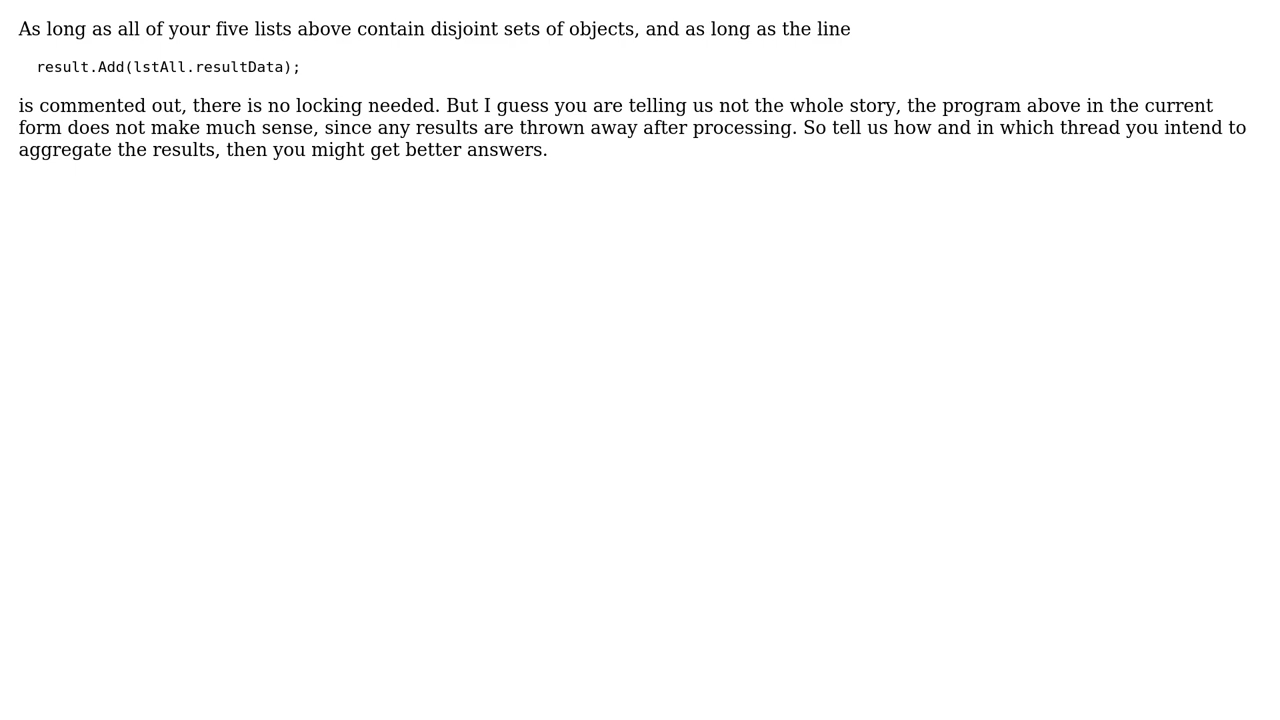 As long as all of your five lists above contain disjoint sets of objects, and as long as the line
result.Add(lstAll.resultData);
is commented out, there is no locking needed. But I guess you are telling us not the whole story, the program above in the current
form does not make much sense, since any results are thrown away after processing. So tell us how and in which thread you intend to
aggregate the results, then you might get better answers.